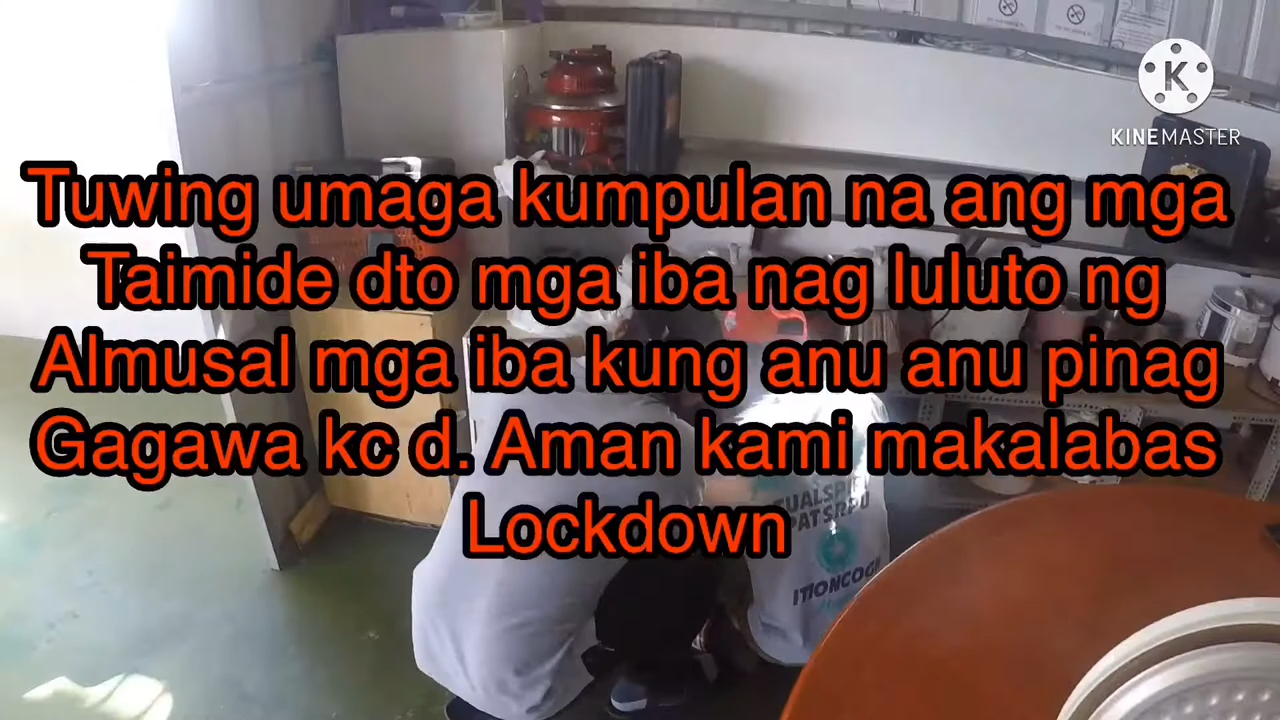 KINEMASTER
Tuwing umaga kumpulan na ang mga
Taimide dto mga iba nag luluto ng
Almusal mga iba kung anu anu pinag
Gagawa kc d. Aman kami makalabas
Lockdown
ITIONCOG